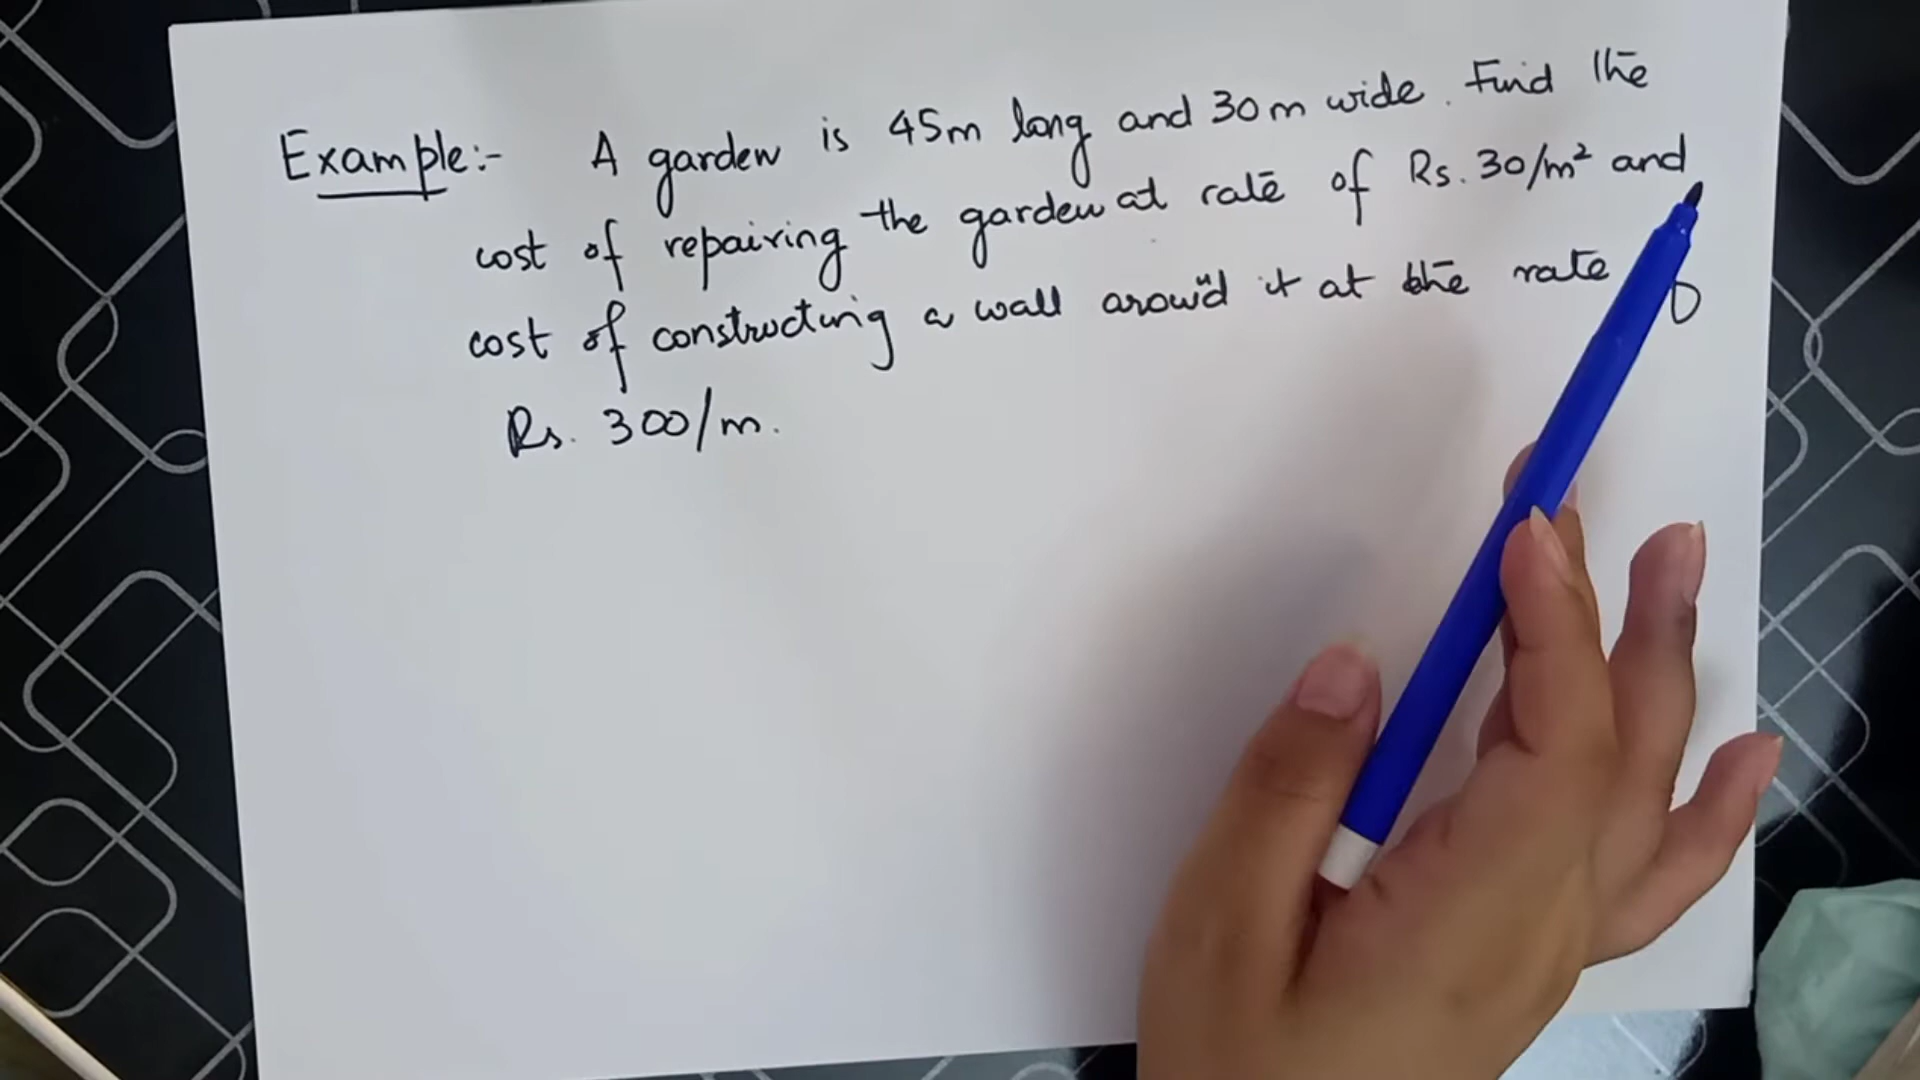 Example:- A garden is 45m long and 30m wide. Find the
cost of repairing the garden at rate of Rs. 30/m² and
cost of constructing a wall around it at the rate
Rs. 300/m.